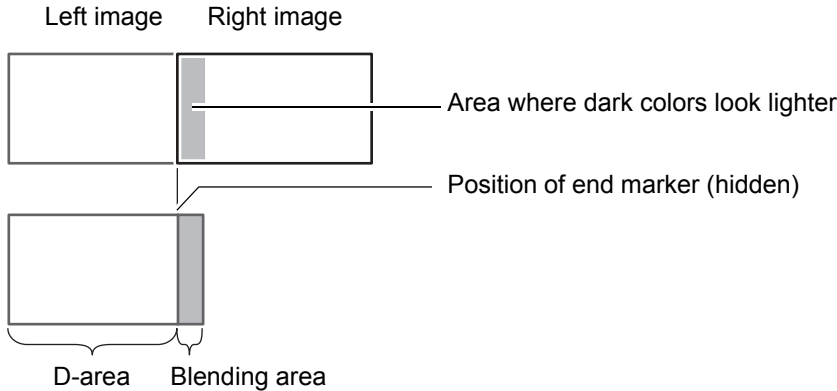 Left image
Right image
Area where dark colors look lighter
Position of end marker (hidden)
D-area
Blending area